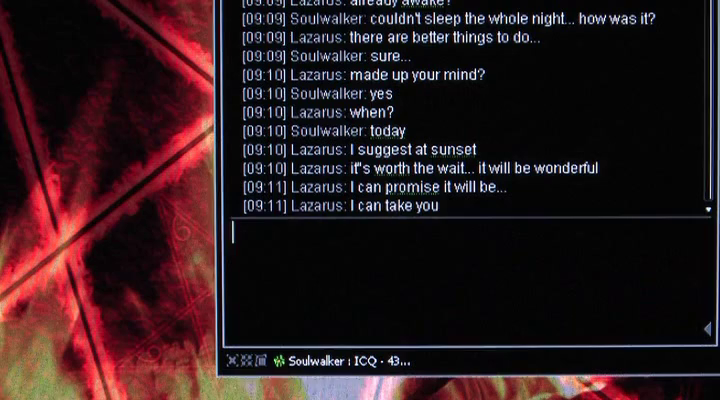 [09:09] Lazarus: already awake?
[09:09] Soulwalker: couldn't sleep the whole night... how was it?
[09:09] Lazarus: there are better things to do...
[09:09] Soulwalker: sure...
[09:10] Lazarus: made up your mind?
[09:10] Soulwalker: yes
[09:10] Lazarus: when?
[09:10] Soulwalker: today
[09:10] Lazarus: I suggest at sunset
[09:10] Lazarus: it''s worth the wait... it will be wonderful
[09:11] Lazarus: I can promise it will be...
[09:11] Lazarus: I can take you
Soulwalker : ICQ - 43...